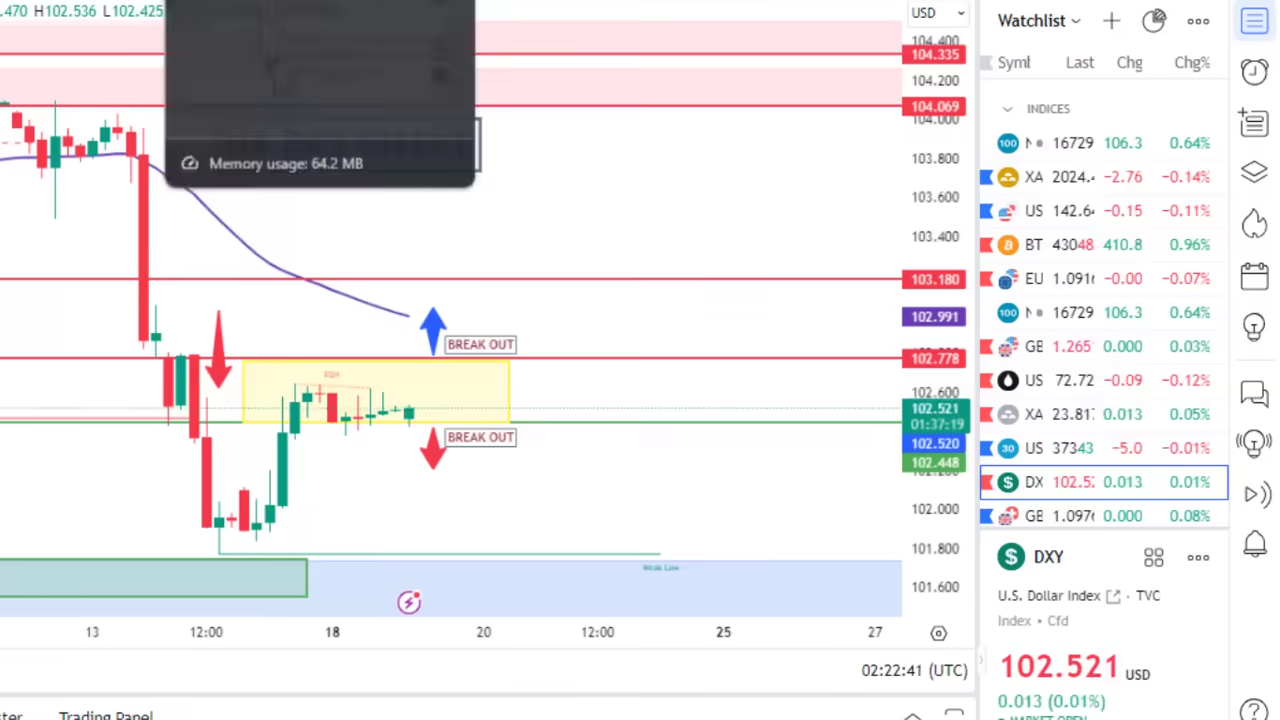 .470 H102.536 L102.425
USD
Watchlist
104.400
104.335
104.200
104.069
104.000
Memory usage: 64.2 MB
103.800
103.600
103.400
103.180
102.991
BREAK OUT
102.778
EQH
102.600
102.521
01:37:19
BREAK OUT
102.520
102.448
102.000
101.800
Weak Low
101.600
13 12:00 18 20 12:00 25 27
02:22:41 (UTC)
Trading Panel
Last Chg Chg%
INDICES
16729 106.3 0.64%
XA 2024. −2.76 −0.14%
US 142.64 −0.15 −0.11%
BT 43048 410.8 0.96%
EU 1.0916 −0.00 −0.07%
16729 106.3 0.64%
GE 1.265 0.000 0.03%
US 72.72 −0.09 −0.12%
XA 23.81 0.013 0.05%
US 37343 −5.0 −0.01%
DX 102.52 0.013 0.01%
GE 1.0976 0.000 0.08%
DXY
U.S. Dollar Index · TVC
Index • Cfd
102.521 USD
0.013 (0.01%)
MARKET OPEN